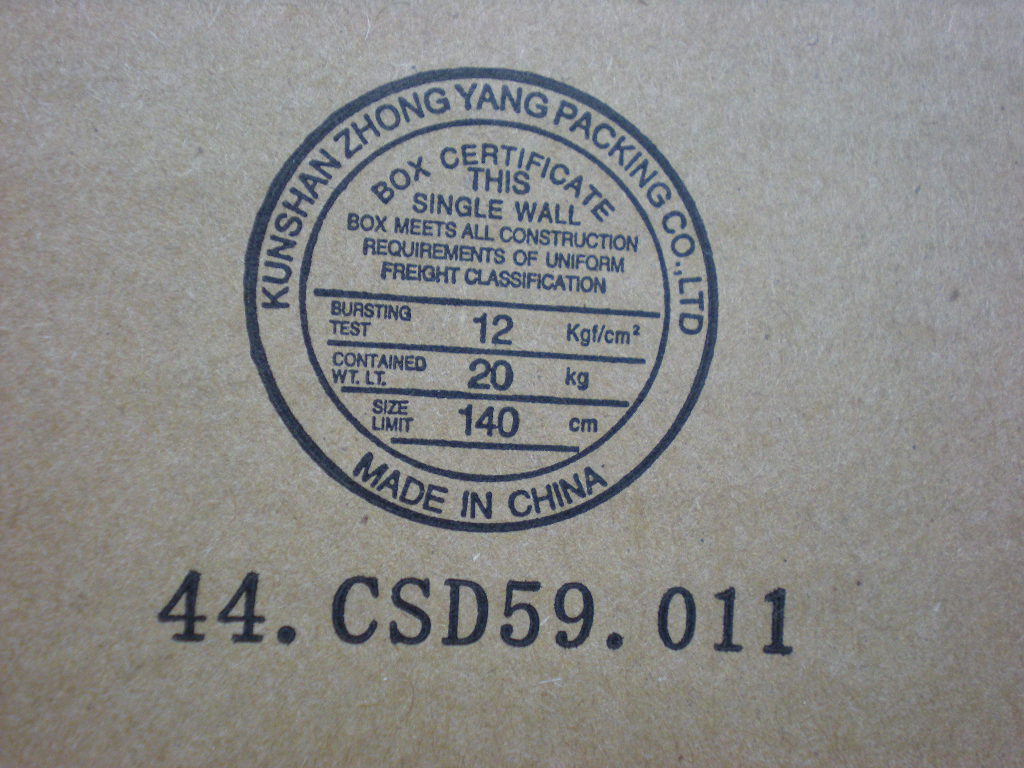 KUNSHAN ZHONG YANG PACKING CO.,LTD
BOX CERTIFICATE
THIS
SINGLE WALL
BOX MEETS ALL CONSTRUCTION
REQUIREMENTS OF UNIFORM
FREIGHT CLASSIFICATION
BURSTING TEST 12 Kgf/cm²
CONTAINED WT. LT. 20 kg
SIZE LIMIT 140 cm
MADE IN CHINA
44.CSD59.011